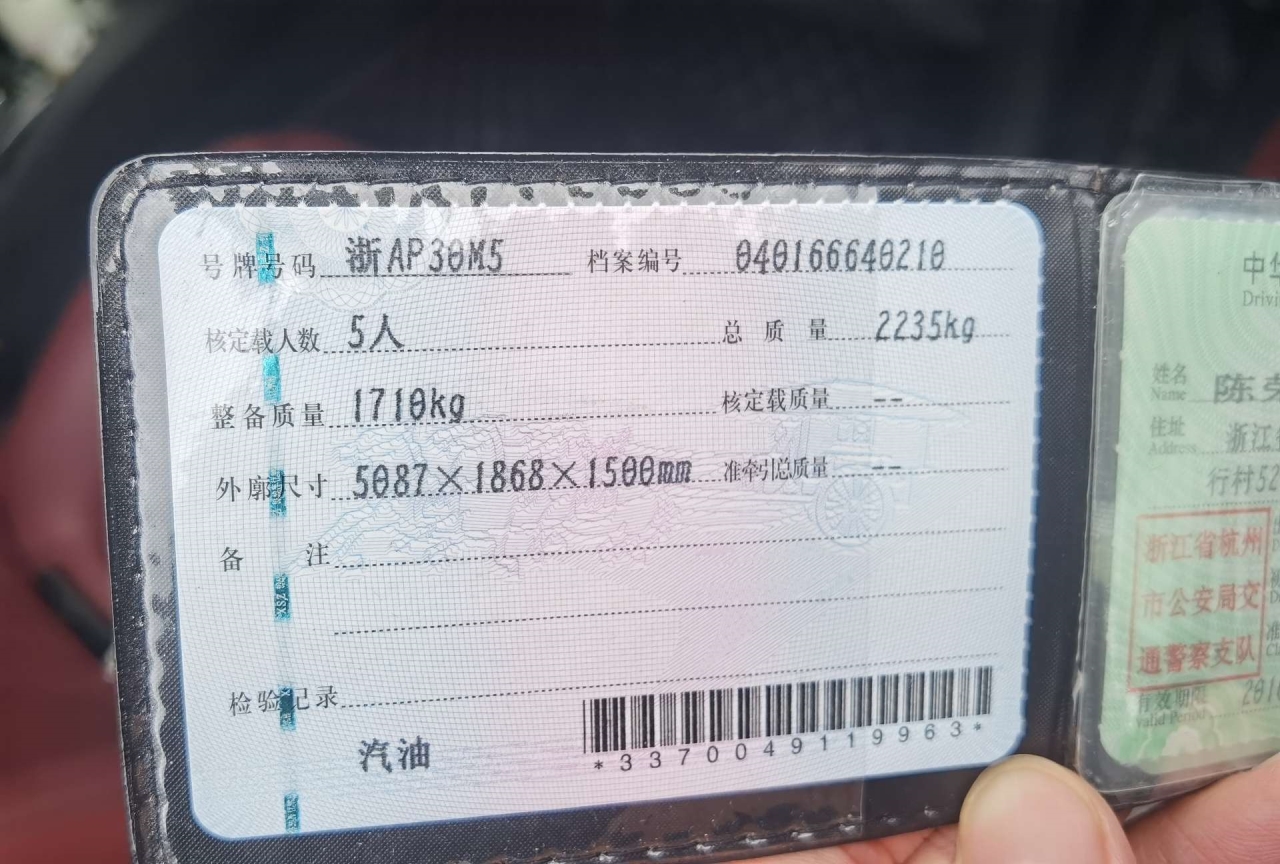 号牌号码 浙AP30M5 档案编号 040166640210
核定载人数 5人 总质量 2235kg
整备质量 1710kg 核定载质量 --
外廓尺寸 5087×1868×1500mm 准牵引总质量 --
备注
检验记录
汽油
*3370049119963*
中华
Drivi
姓名
Name 陈
住址
Address 浙江
行村52
浙江省杭州
市公安局交
通警察支队
有效期限
Valid Period 201